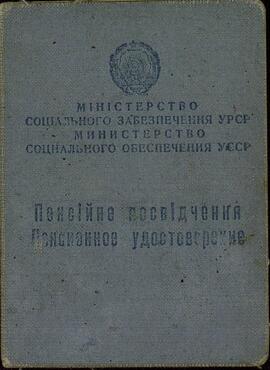 МІНІСТЕРСТВО
СОЦІАЛЬНОГО ЗАБЕЗПЕЧЕННЯ УРСР
МИНИСТЕРСТВО
СОЦИАЛЬНОГО ОБЕСПЕЧЕНИЯ УССР
Пенсійне посвідчення
Пенсионное удостоверение